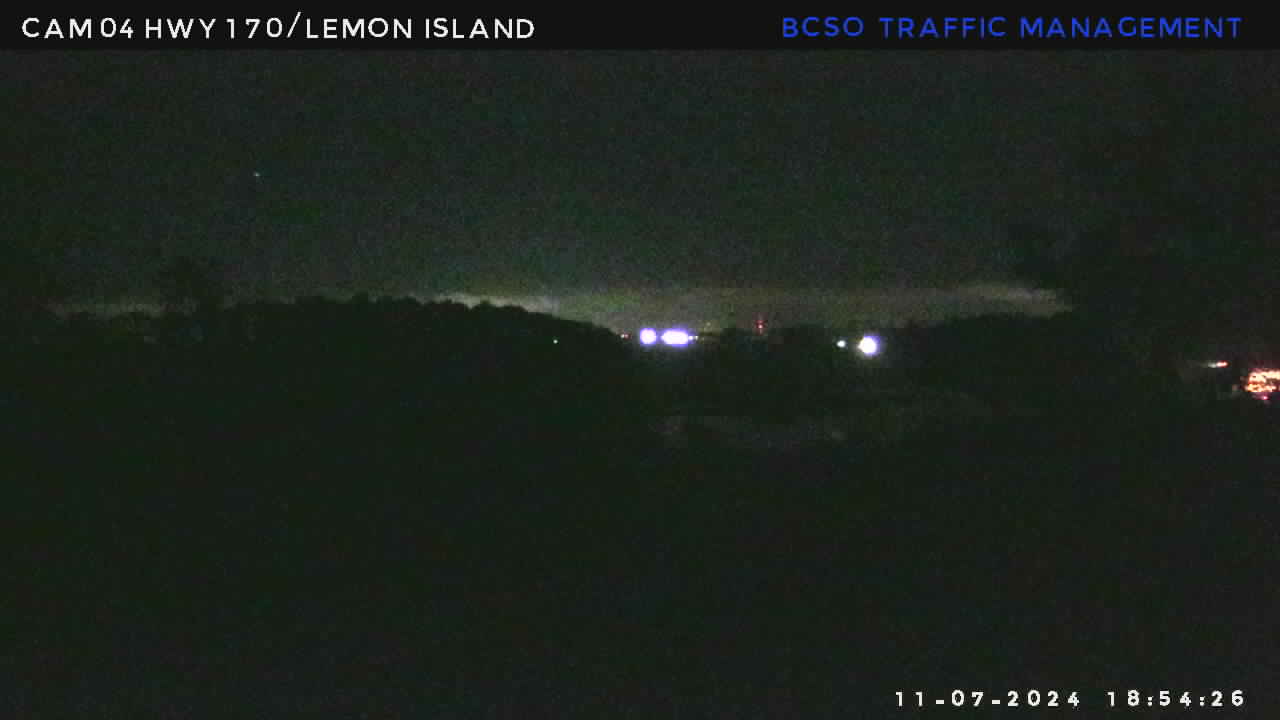 CAM04 HWY 170/LEMON ISLAND
BCSO TRAFFIC MANAGEMENT
11-07-2024 18:54:26